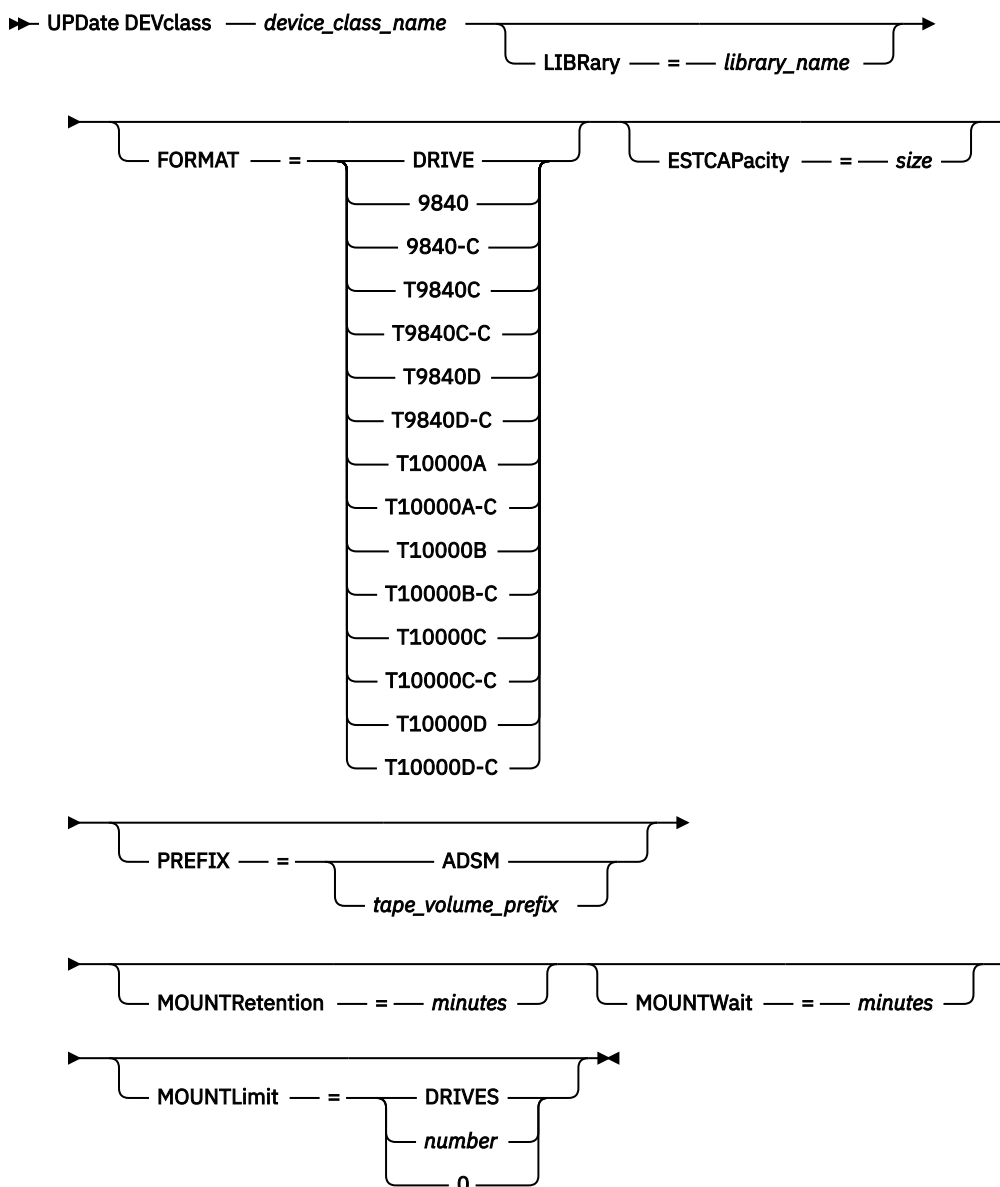 UPDate DEVclass device_class_name
LIBRary = library_name
FORMAT = DRIVE
9840
9840-C
T9840C
T9840C-C
T9840D
T9840D-C
T10000A
T10000A-C
T10000B
T10000B-C
T10000C
T10000C-C
T10000D
T10000D-C
ESTCAPacity = size
PREFIX = ADSM
tape_volume_prefix
MOUNTRetention = minutes
MOUNTWait = minutes
MOUNTLimit = DRIVES
number
0